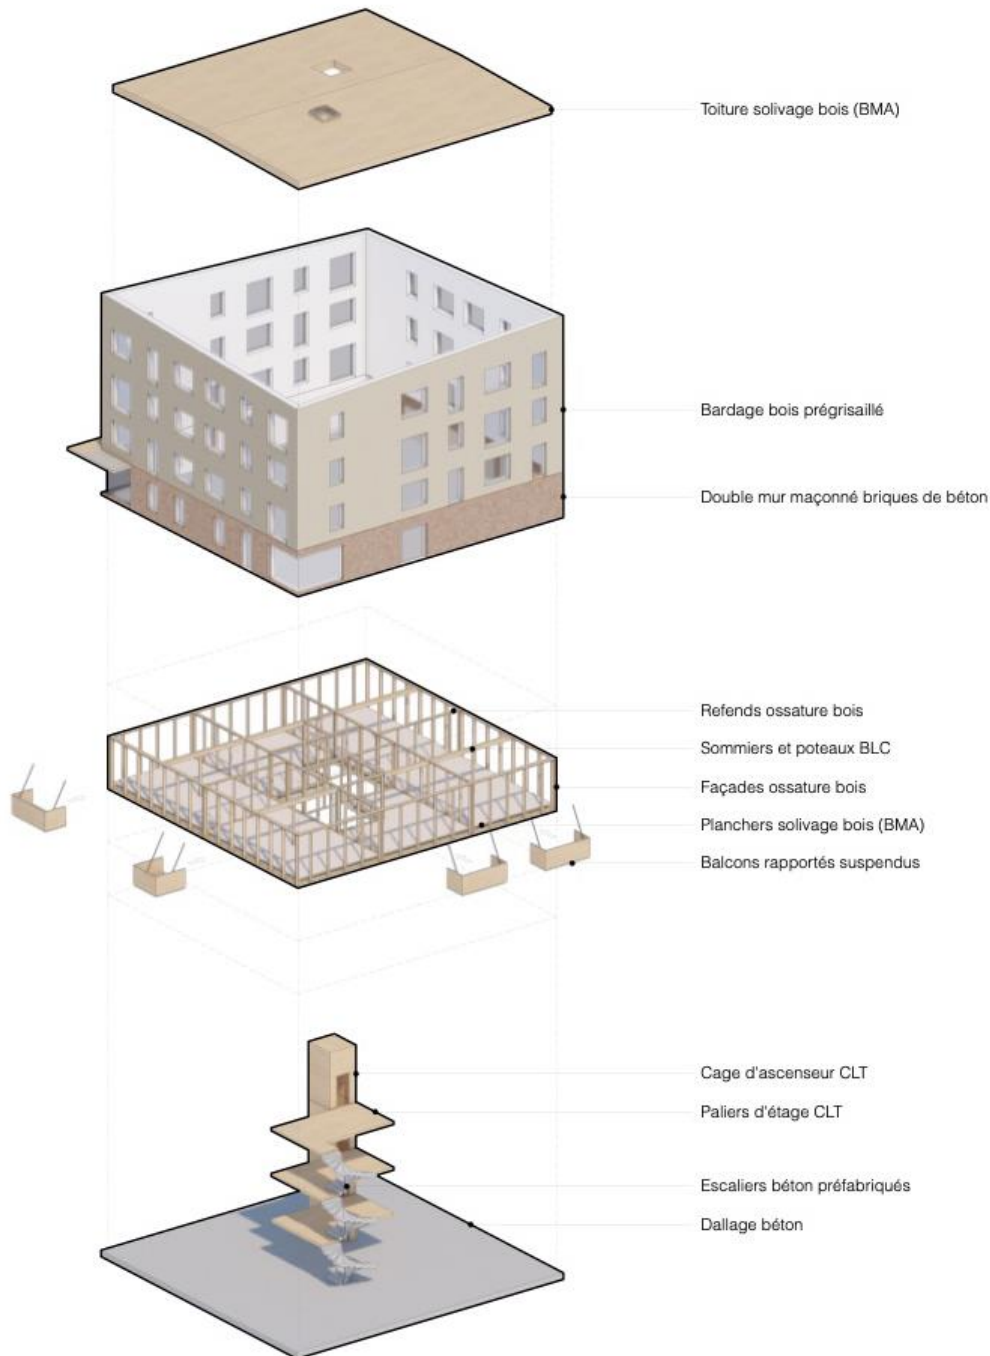 Toiture solivage bois (BMA)
Bardage bois prégrisaillé
Double mur maçonné briques de béton
Refends ossature bois
Sommiers et poteaux BLC
Façades ossature bois
Planchers solivage bois (BMA)
Balcons rapportés suspendus
Cage d'ascenseur CLT
Paliers d'étage CLT
Escaliers béton préfabriqués
Dallage béton